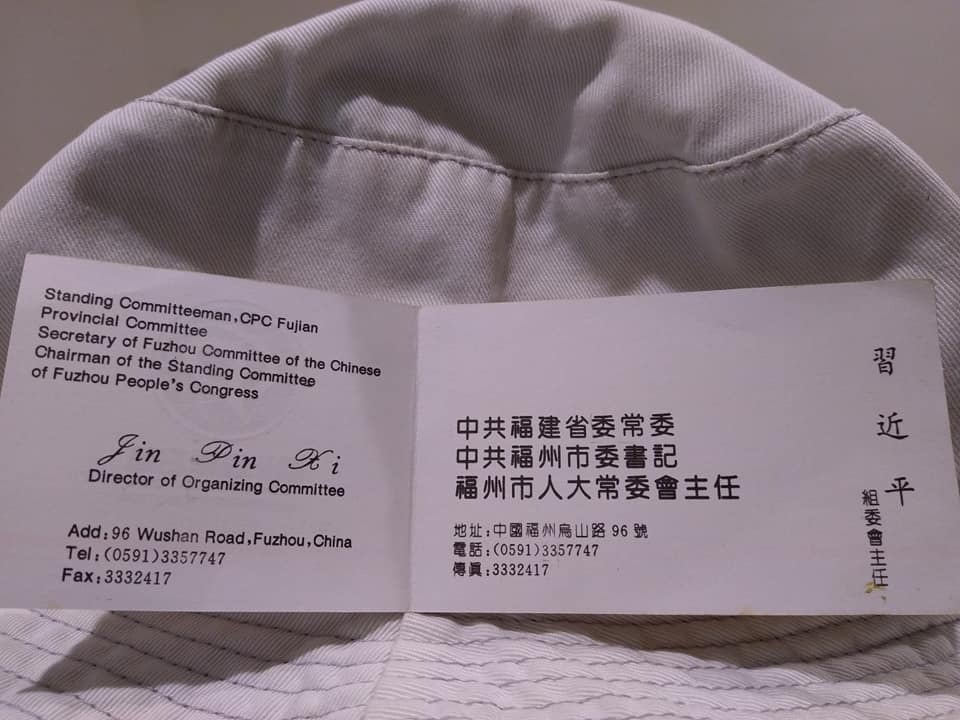 Standing Committeeman,CPC Fujian
Provincial Committee
Secretary of Fuzhou Committee of the Chinese
Chairman of the Standing Committee
of Fuzhou People's Congress
Jin Pin Xi
Director of Organizing Committee
Add:96 Wushan Road,Fuzhou,China
Tel:(0591)3357747
Fax:3332417
中共福建省委常委
中共福州市委書記
福州市人大常委會主任
地址:中國福州烏山路96號
電話:(0591)3357747
傳真:3332417
習近平
組委會主任